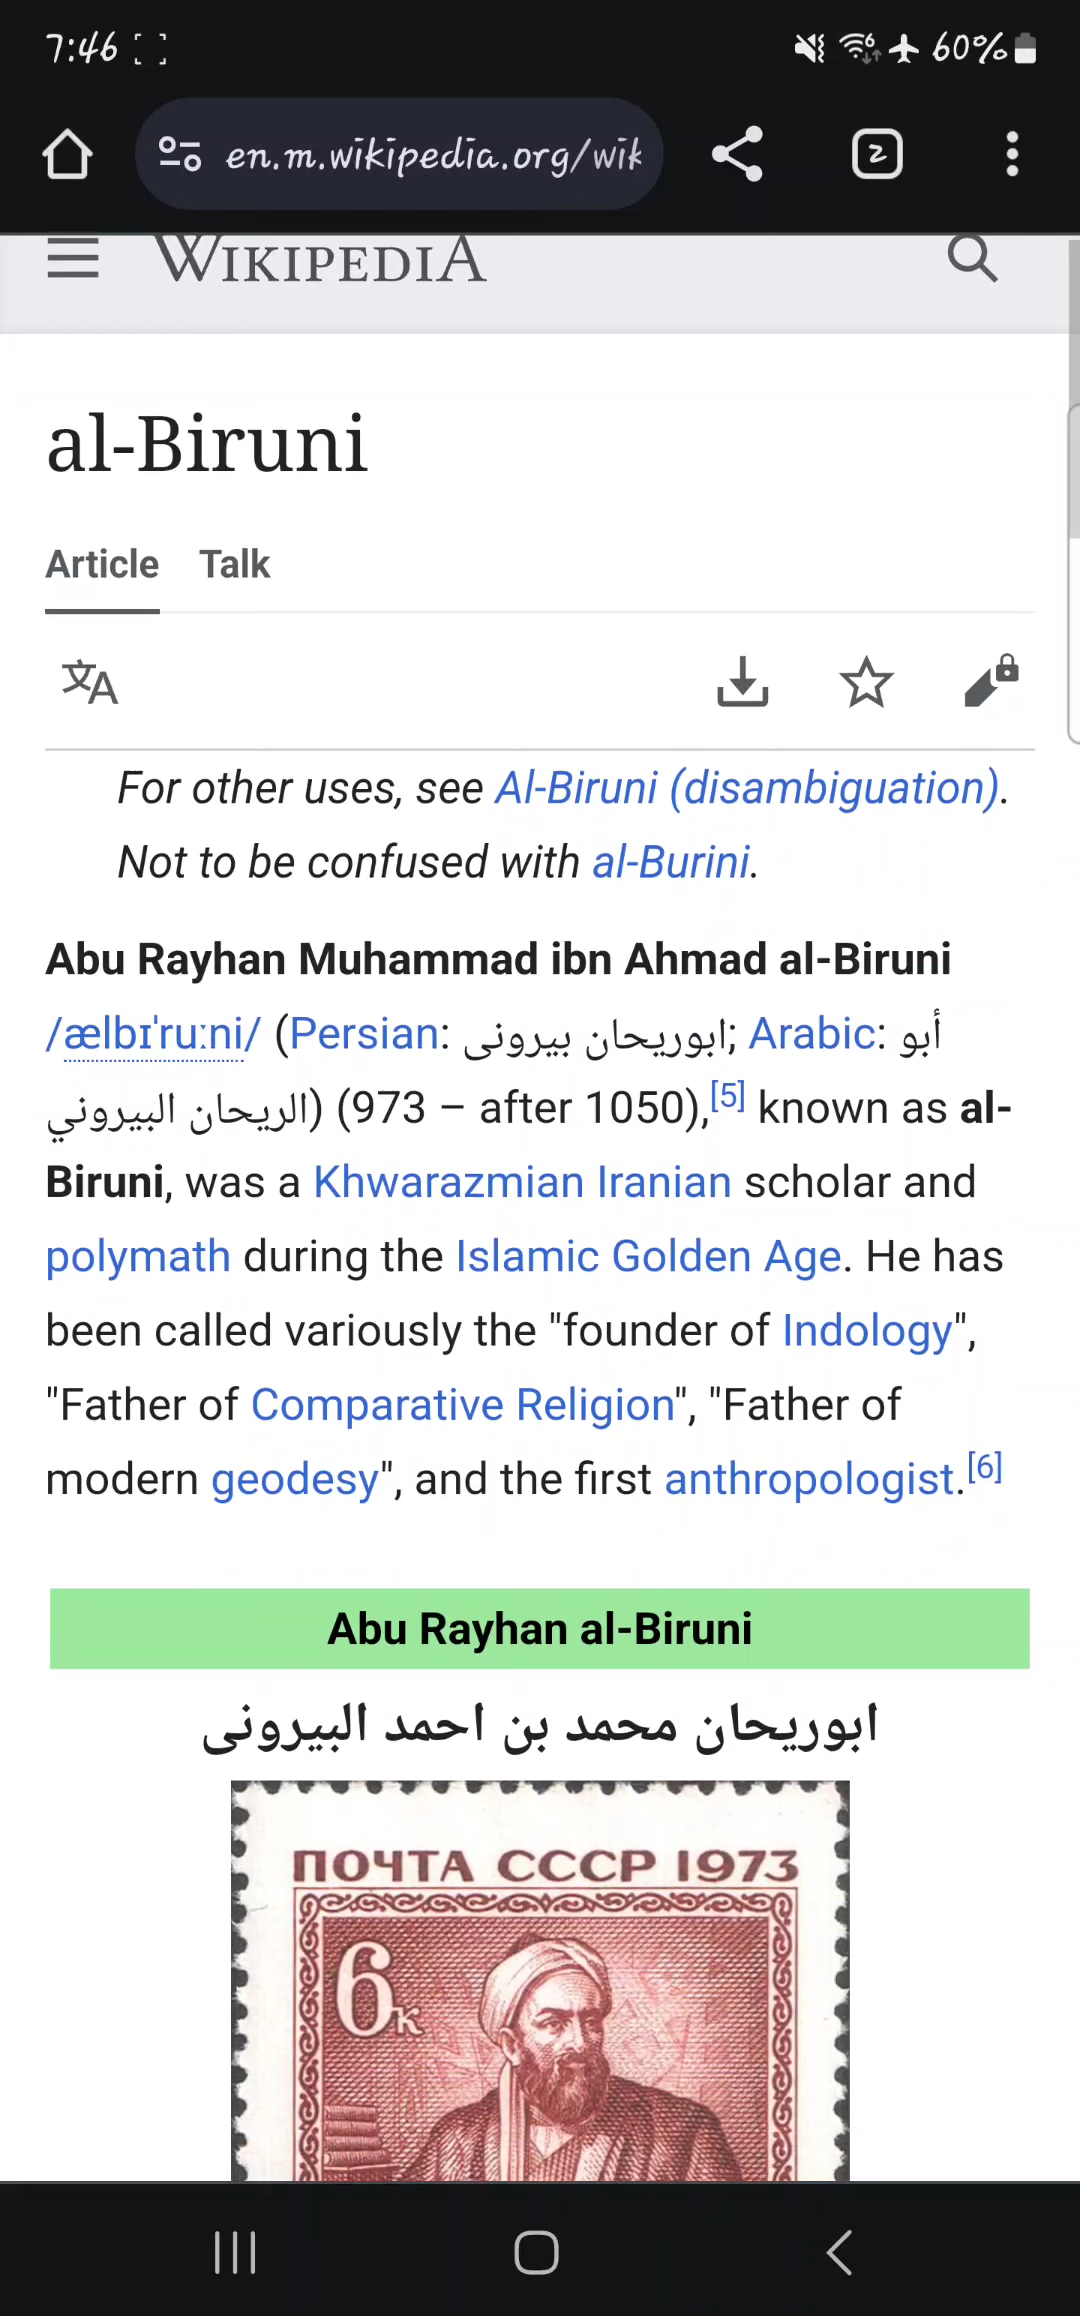 7:46
60%
en.m.wikipedia.org/wik
2
WIKIPEDIA
al-Biruni
Article Talk
文A
For other uses, see Al-Biruni (disambiguation).
Not to be confused with al-Burini.
Abu Rayhan Muhammad ibn Ahmad al-Biruni
/ælbɪˈruːni/ (Persian: ابوریحان بیرونی; Arabic: أبو
الريحان البيروني) (973 – after 1050),[5] known as al-
Biruni, was a Khwarazmian Iranian scholar and
polymath during the Islamic Golden Age. He has
been called variously the "founder of Indology",
"Father of Comparative Religion", "Father of
modern geodesy", and the first anthropologist.[6]
Abu Rayhan al-Biruni
ابوریحان محمد بن احمد البیرونی
ПОЧТА СССР 1973
6к